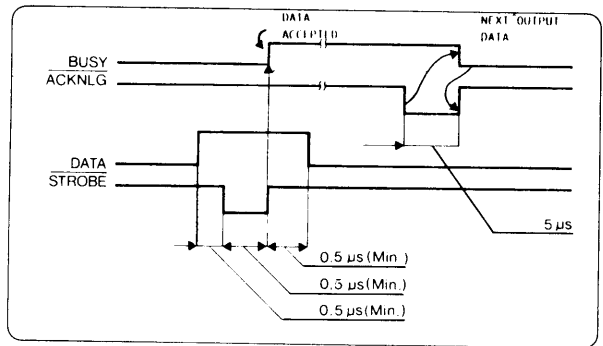 DATA
ACCEPTED
NEXT OUTPUT
DATA
BUSY
ACKNLG
DATA
STROBE
5 µs
0.5 µs (Min.)
0.5 µs (Min.)
0.5 µs (Min.)